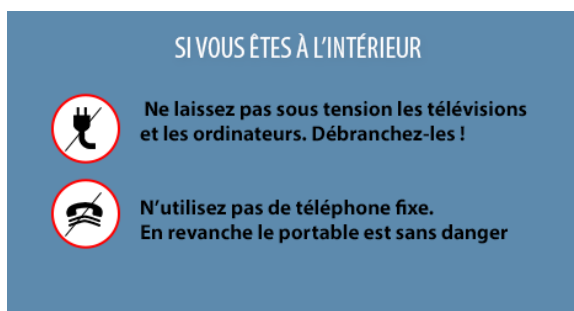 SI VOUS ÊTES À L'INTÉRIEUR
Ne laissez pas sous tension les télévisions
et les ordinateurs. Débranchez-les !
N'utilisez pas de téléphone fixe.
En revanche le portable est sans danger